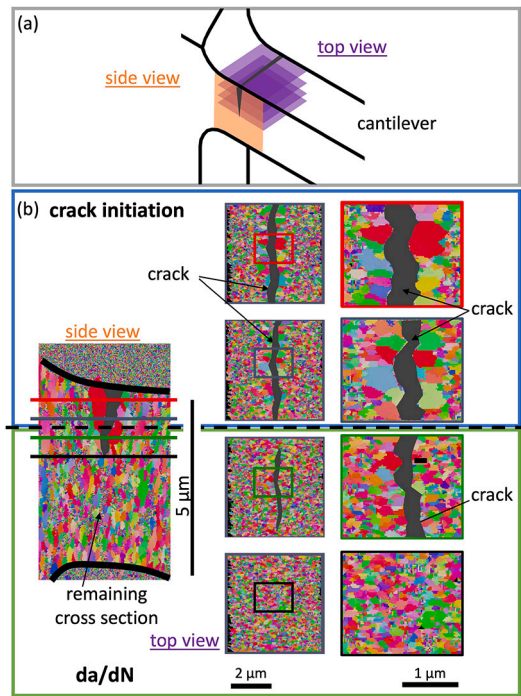 (a)
top view
side view
cantilever
(b) crack initiation
crack
crack
side view
5 µm
crack
remaining
cross section
top view
da/dN
2 µm
1 µm